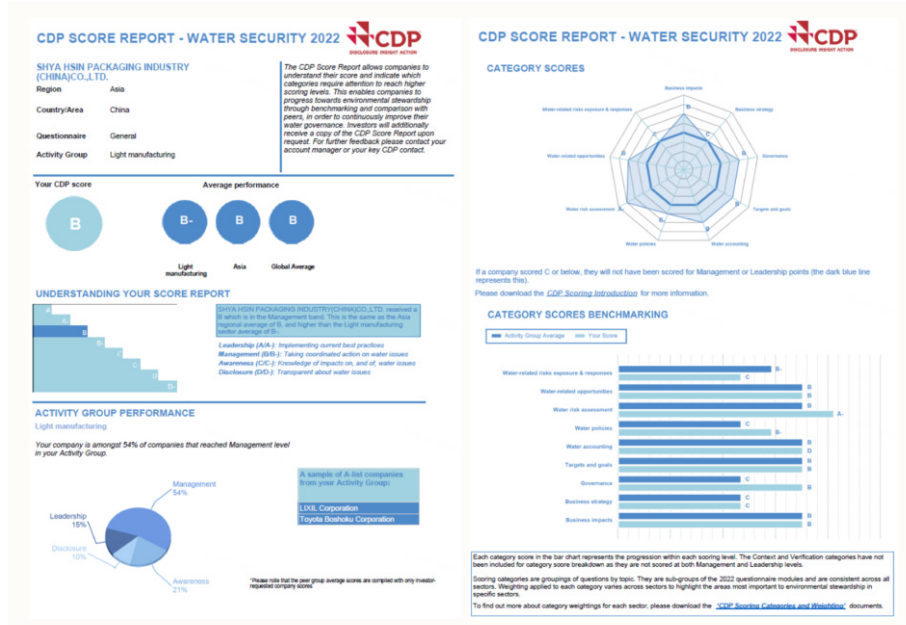 CDP SCORE REPORT - WATER SECURITY 2022
CDP
DISCLOSURE INSIGHT ACTION
SHYA HSIN PACKAGING INDUSTRY
(CHINA)CO.,LTD.
Region Asia
Country/Area China
Questionnaire General
Activity Group Light manufacturing
The CDP Score Report allows companies to
understand their score and indicate which
categories require attention to reach higher
scoring levels. This enables companies to
progress towards environmental stewardship
through benchmarking and comparison with
peers, in order to continuously improve their
water governance. Investors will additionally
receive a copy of the CDP Score Report upon
request. For further feedback please contact your
account manager or your key CDP contact.
Your CDP score
Average performance
B
B-
B
B
Light
manufacturing
Asia
Global Average
UNDERSTANDING YOUR SCORE REPORT
A
A-
B
B-
C
C-
D
D-
SHYA HSIN PACKAGING INDUSTRY(CHINA)CO.,LTD. received a
B which is in the Management band. This is the same as the Asia
regional average of B, and higher than the Light manufacturing
sector average of B-.
Leadership (A/A-): Implementing current best practices
Management (B/B-): Taking coordinated action on water issues
Awareness (C/C-): Knowledge of impacts on, and of, water issues
Disclosure (D/D-): Transparent about water issues
ACTIVITY GROUP PERFORMANCE
Light manufacturing
Your company is amongst 54% of companies that reached Management level
in your Activity Group.
Management
54%
Leadership
15%
Disclosure
10%
Awareness
21%
A sample of A-list companies
from your Activity Group:
LIXIL Corporation
Toyota Boshoku Corporation
*Please note that the peer group average scores are compiled with only investor-
requested company scores.
CDP SCORE REPORT - WATER SECURITY 2022
CDP
DISCLOSURE INSIGHT ACTION
CATEGORY SCORES
Business impacts
B
Water-related risks exposure & responses
C
Business strategy
C
Water-related opportunities
B
Governance
B
Water risk assessment
A-
Targets and goals
B
Water policies
B-
Water accounting
If a company scored C or below, they will not have been scored for Management or Leadership points (the dark blue line
represents this).
Please download the CDP Scoring Introduction for more information.
CATEGORY SCORES BENCHMARKING
Activity Group Average Your Score
Water-related risks exposure & responses
B-
C
Water-related opportunities
B
B
Water risk assessment
B
A-
Water policies
C
B-
Water accounting
B
Targets and goals
B
B
Governance
C
B
Business strategy
C
C
Business impacts
B
B
Each category score in the bar chart represents the progression within each scoring level. The Context and Verification categories have not
been included for category score breakdown as they are not scored at both Management and Leadership levels.
Scoring categories are groupings of questions by topic. They are sub-groups of the 2022 questionnaire modules and are consistent across all
sectors. Weighting applied to each category varies across sectors to highlight the areas most important to environmental stewardship in
specific sectors.
To find out more about category weightings for each sector, please download the "CDP Scoring Categories and Weighting" documents.